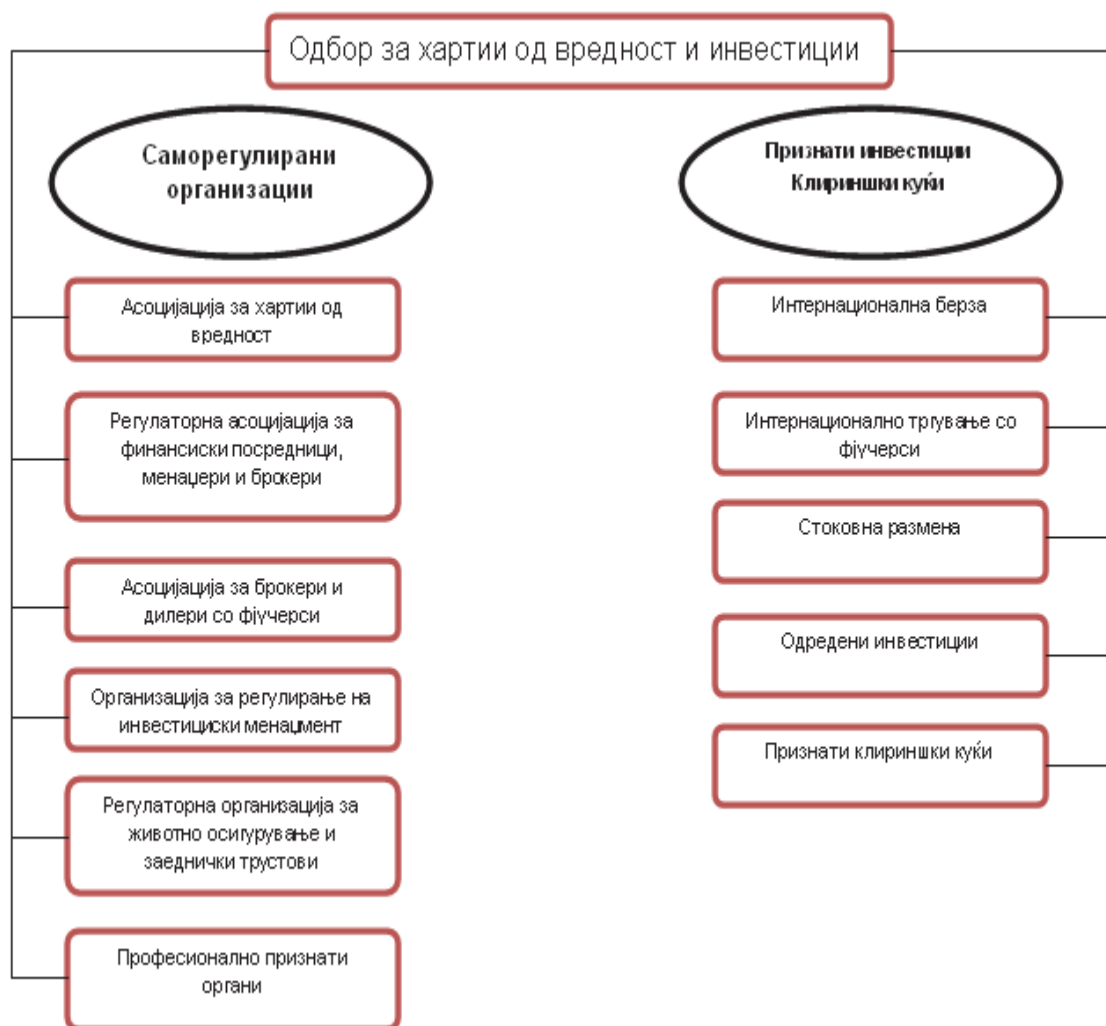 Одбор за хартии од вредност и инвестиции
Саморегулирани
организации
Асоцијација за хартии од
вредност
Регулаторна асоцијација за
финансиски посредници,
менаџери и брокери
Асоцијација за брокери и
дилери со фјучерси
Организација за регулирање на
инвестициски менаџмент
Регулаторна организација за
животно осигурување и
заеднички трустови
Професионално признати
органи
Признати инвестиции
Клириншки куќи
Интернационална берза
Интернационално тргување со
фјучерси
Стоковна размена
Одредени инвестиции
Признати клириншки куќи